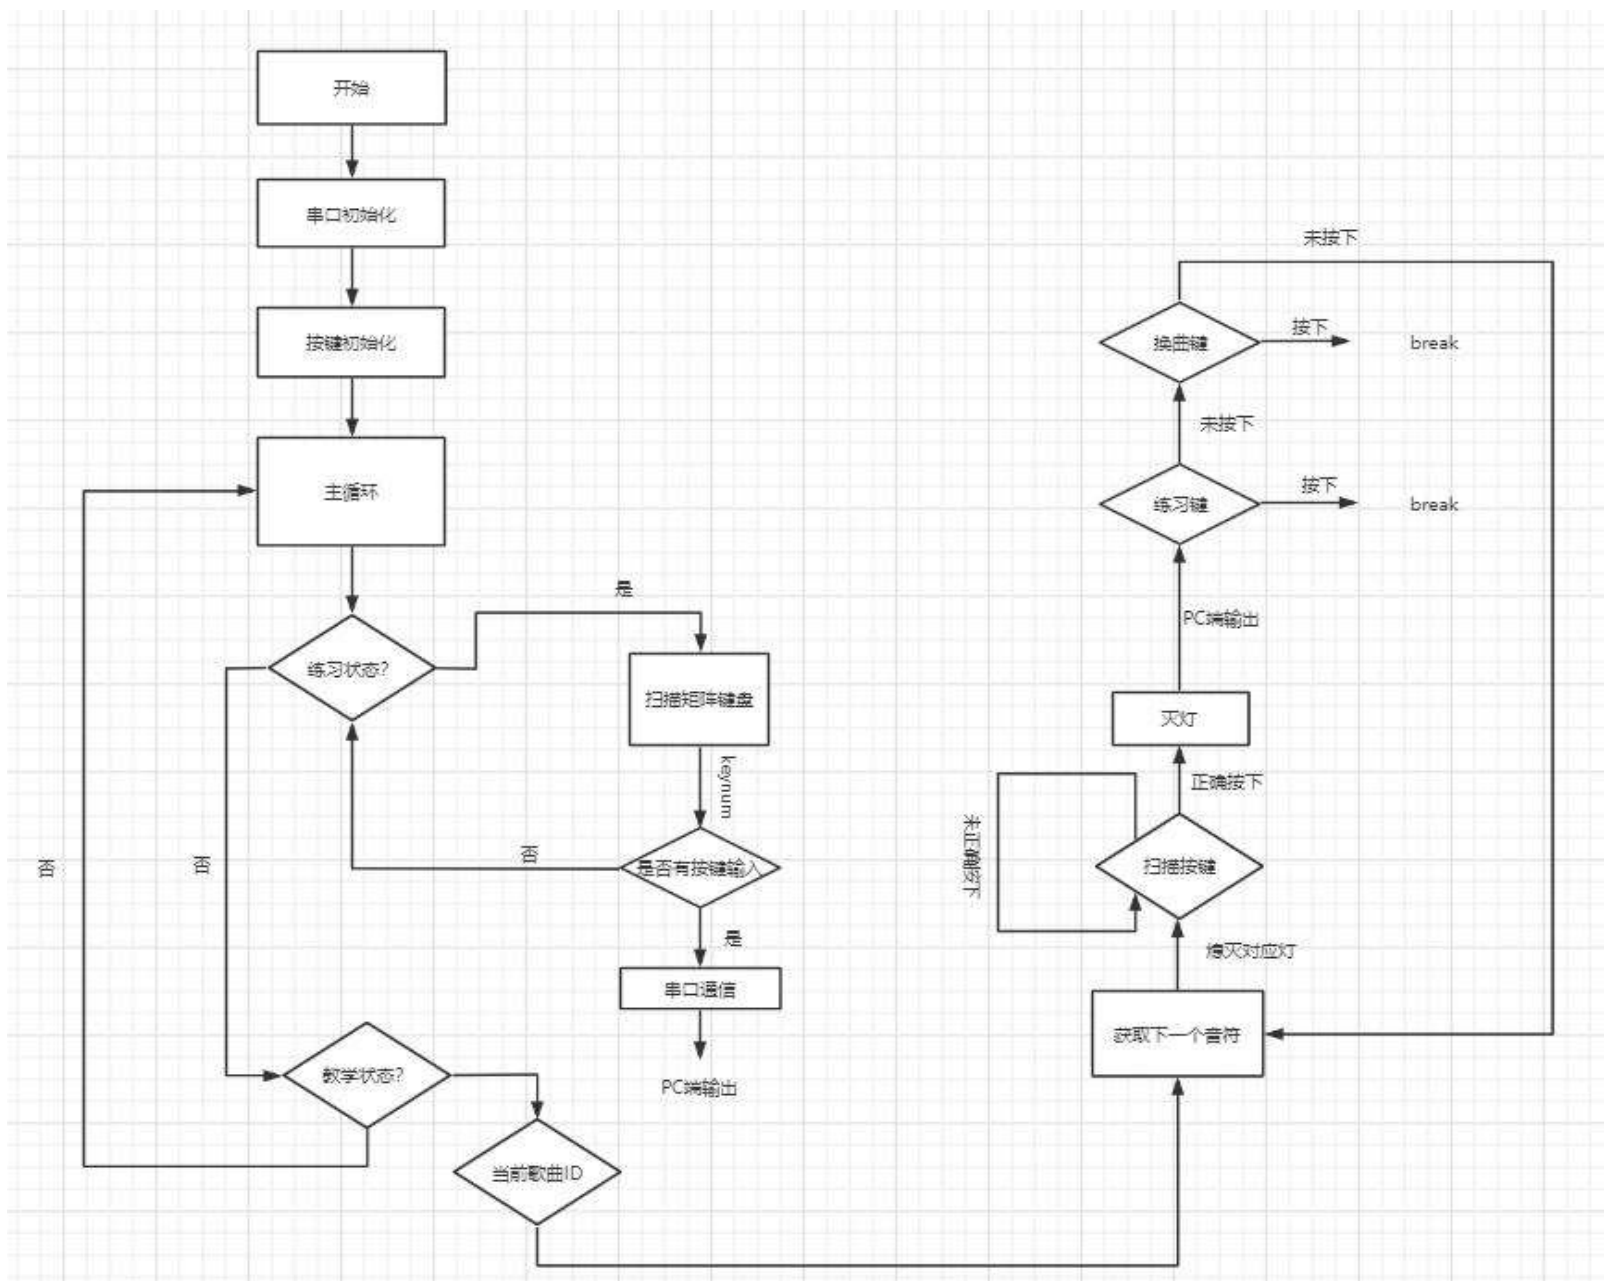 开始
串口初始化
按键初始化
主循环
练习状态?
是
扫描矩阵键盘
keynum
是否有按键输入
否
是
串口通信
PC端输出
否
否
教学状态?
当前歌曲ID
未按下
换曲键
按下
break
未按下
练习键
按下
break
PC端输出
灭灯
正确按下
未正确按下
扫描按键
熄灭对应灯
获取下一个音符